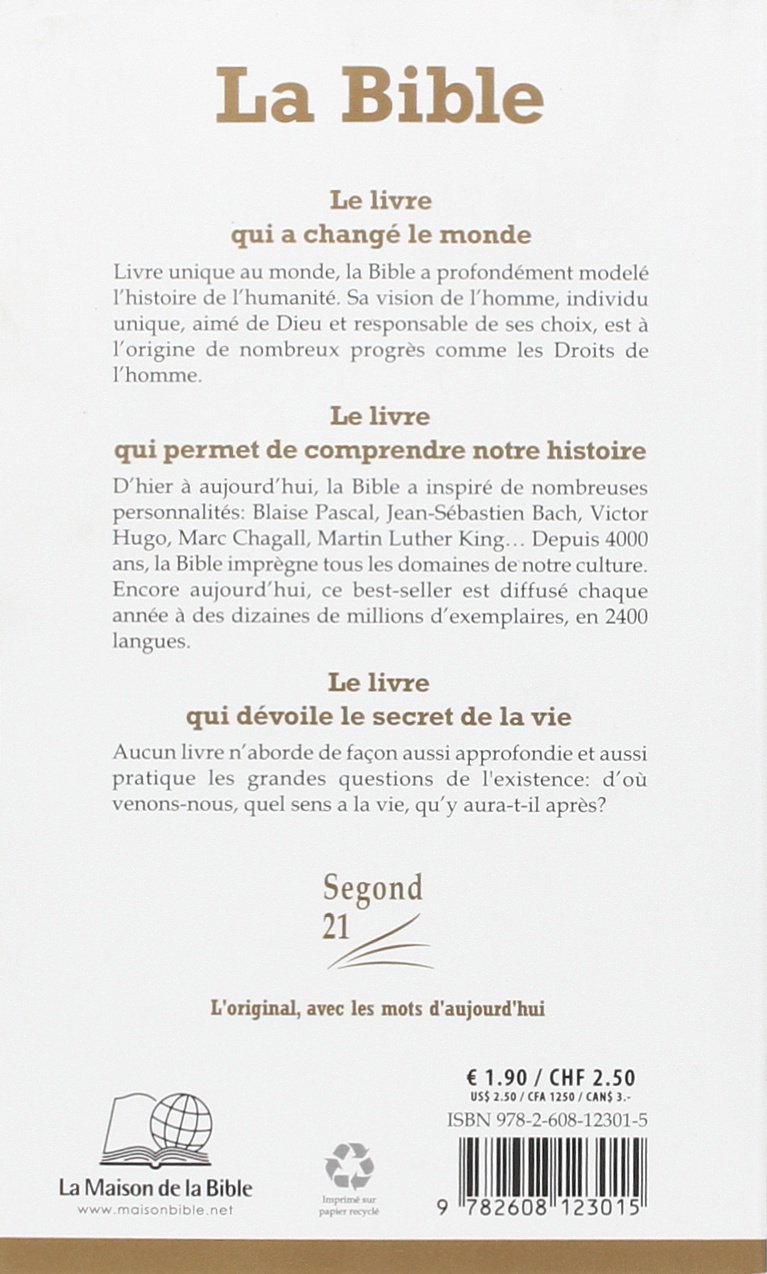 La Bible
Le livre
qui a changé le monde
Livre unique au monde, la Bible a profondément modelé
l'histoire de l'humanité. Sa vision de l'homme, individu
unique, aimé de Dieu et responsable de ses choix, est à
l'origine de nombreux progrès comme les Droits de
l'homme.
Le livre
qui permet de comprendre notre histoire
D'hier à aujourd'hui, la Bible a inspiré de nombreuses
personnalités: Blaise Pascal, Jean-Sébastien Bach, Victor
Hugo, Marc Chagall, Martin Luther King... Depuis 4000
ans, la Bible imprègne tous les domaines de notre culture.
Encore aujourd'hui, ce best-seller est diffusé chaque
année à des dizaines de millions d'exemplaires, en 2400
langues.
Le livre
qui dévoile le secret de la vie
Aucun livre n'aborde de façon aussi approfondie et aussi
pratique les grandes questions de l'existence: d'où
venons-nous, quel sens a la vie, qu'y aura-t-il après?
Segond
21
L'original, avec les mots d'aujourd'hui
€ 1.90 / CHF 2.50
US$ 2.50 / CFA 1250 / CAN$ 3.-
ISBN 978-2-608-12301-5
9 782608 123015
La Maison de la Bible
www.maisonbible.net
Imprimé sur
papier recyclé